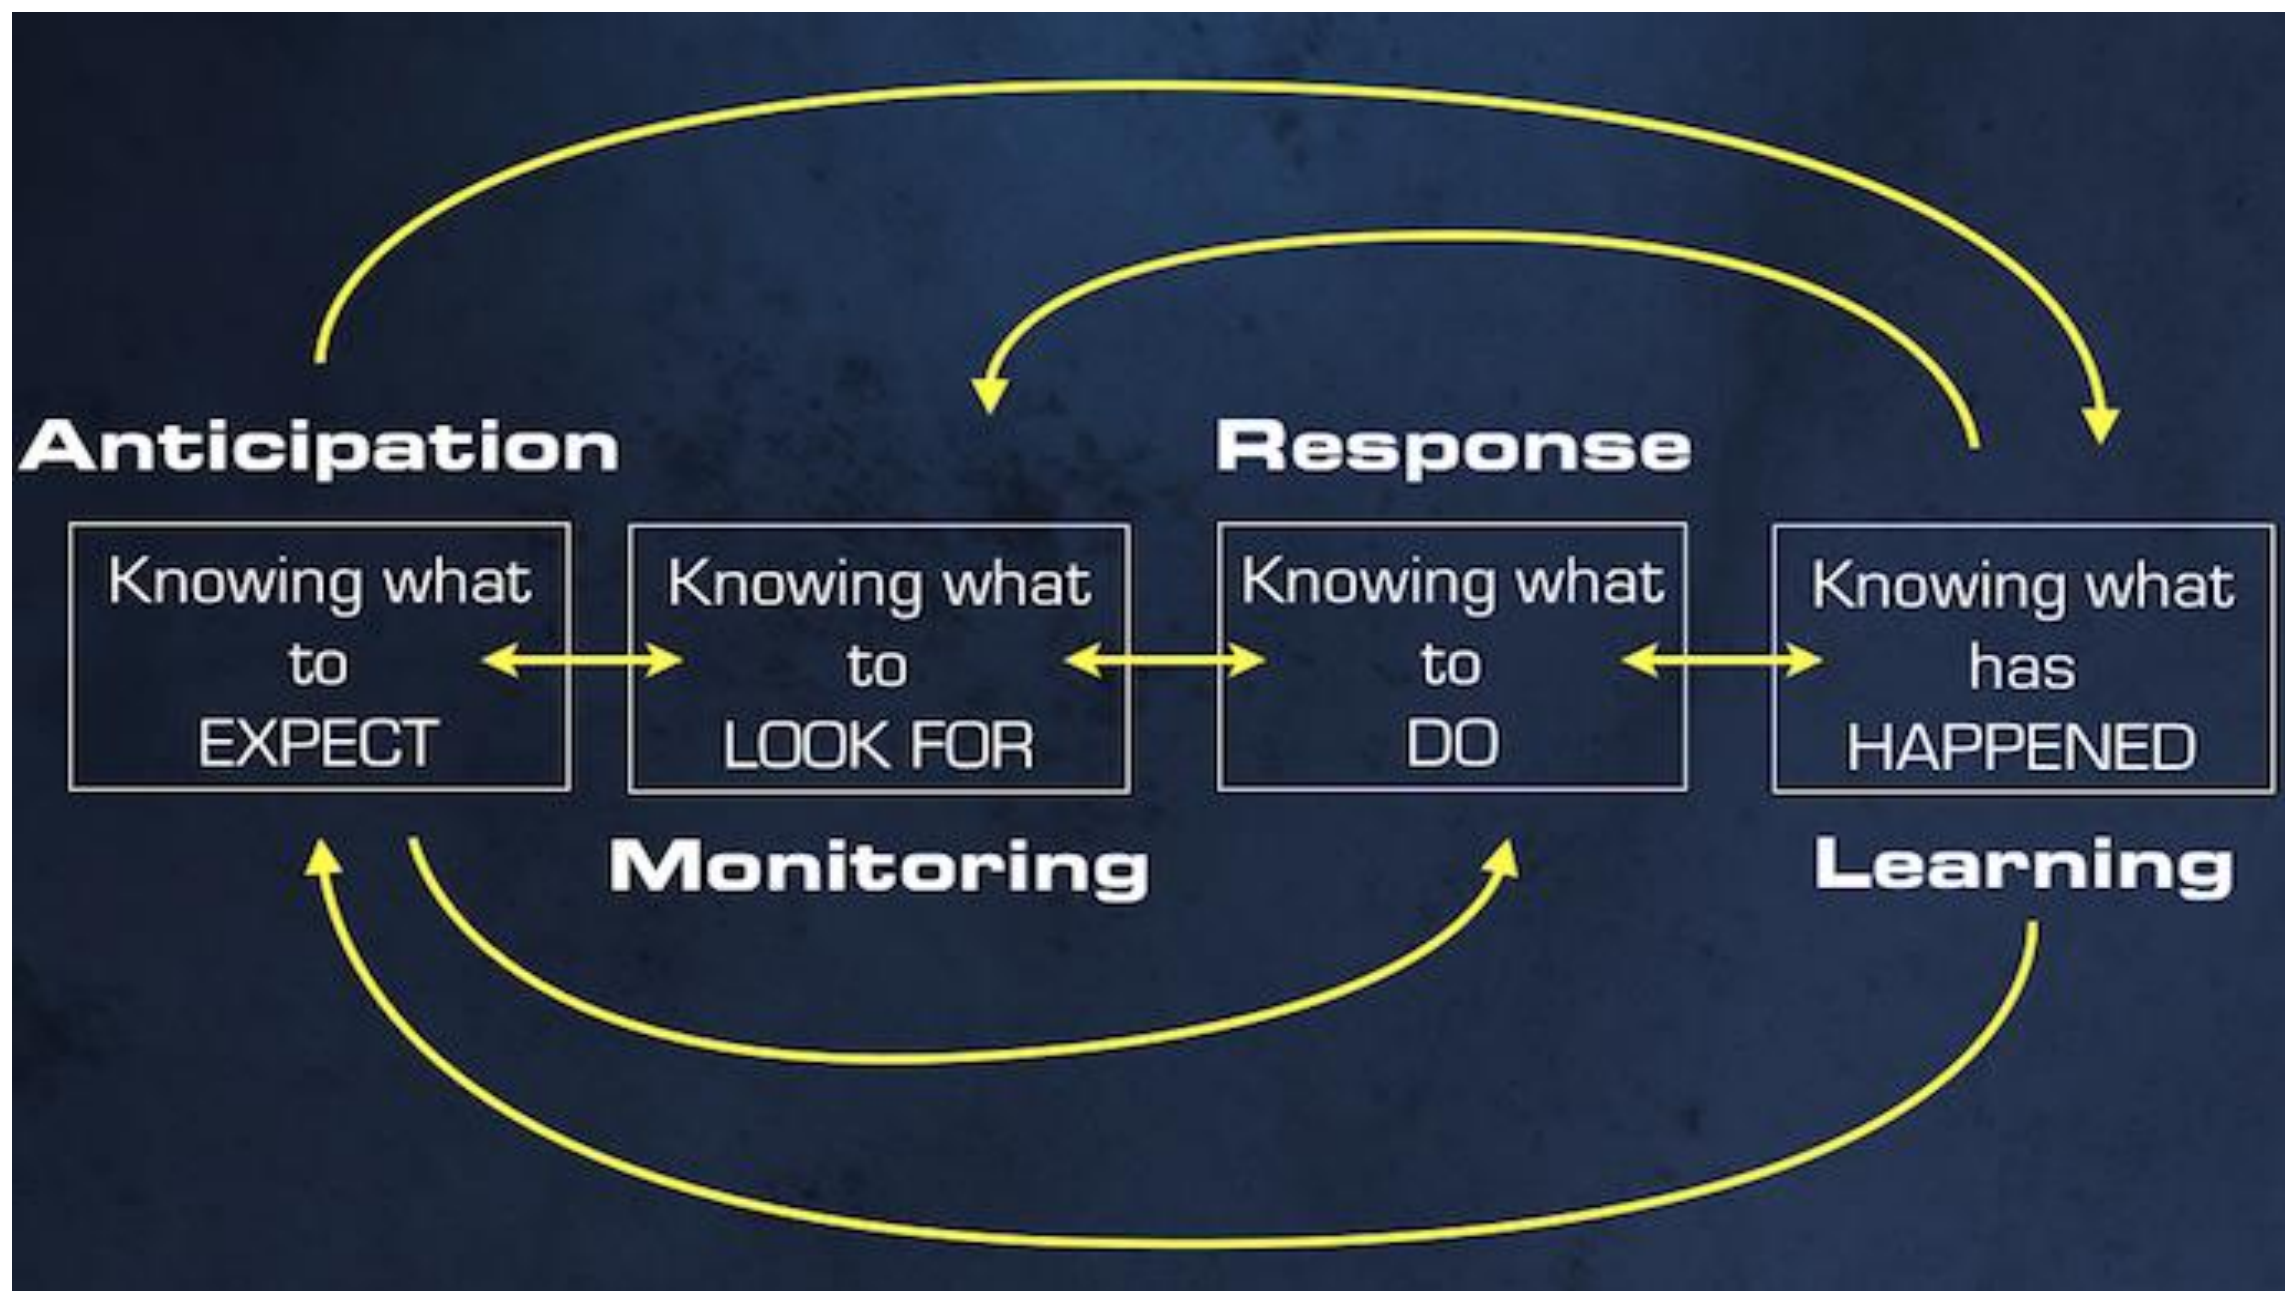 Anticipation
Knowing what
to
EXPECT
Knowing what
to
LOOK FOR
Monitoring
Response
Knowing what
to
DO
Knowing what
has
HAPPENED
Learning